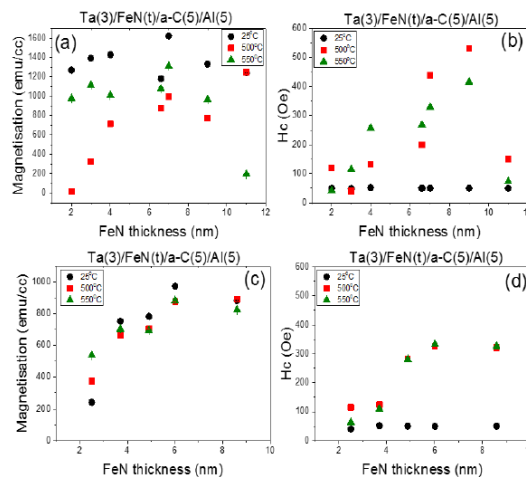 Ta(3)/FeN(t)/a-C(5)/Al(5)
(a)
25°C
500°C
550°C
Magnetisation (emu/cc)
1600
1400
1200
1000
800
600
400
200
0
2 4 6 8 10 12
FeN thickness (nm)
Ta(3)/FeN(t)/a-C(5)/Al(5)
(b)
25°C
500°C
550°C
Hc (Oe)
600
500
400
300
200
100
0
0 2 4 6 8 10 12
FeN thickness (nm)
Ta(3)/FeN(t)/a-C(5)/Al(5)
(c)
25°C
500°C
550°C
Magnetisation (emu/cc)
1000
800
600
400
200
0
2 4 6 8 10
FeN thickness (nm)
Ta(3)/FeN(t)/a-C(5)/Al(5)
(d)
25°C
500°C
550°C
Hc (Oe)
600
500
400
300
200
100
0
0 2 4 6 8 10
FeN thickness (nm)